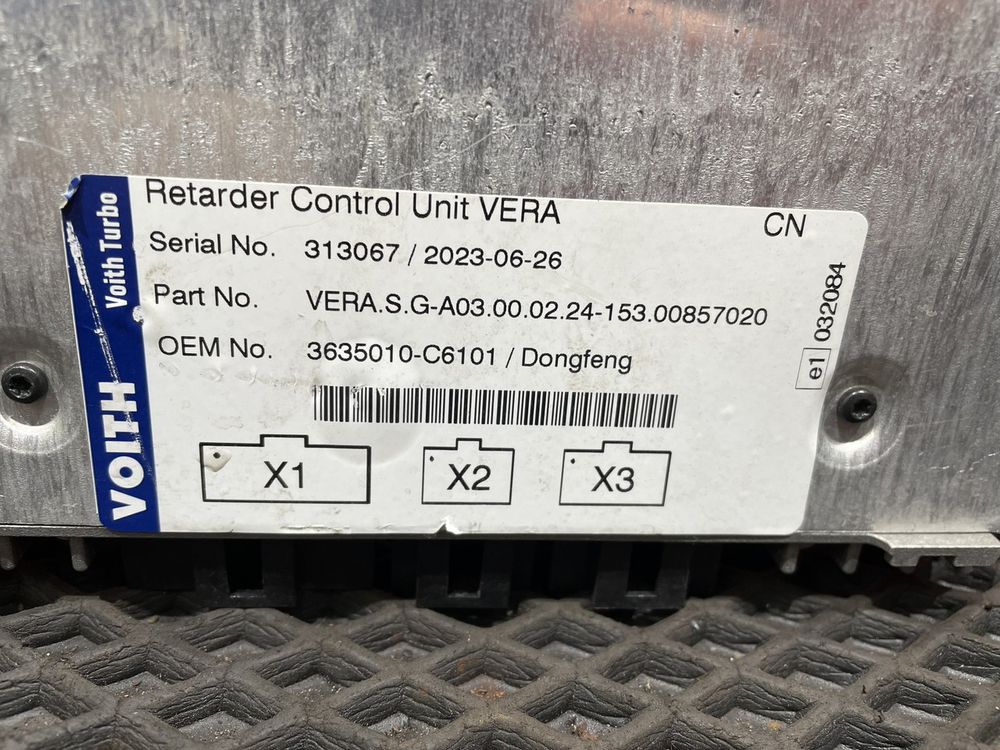 Retarder Control Unit VERA
CN
Serial No. 313067 / 2023-06-26
Part No. VERA.S.G-A03.00.02.24-153.00857020
OEM No. 3635010-C6101 / Dongfeng
e1 032084
VOITH Voith Turbo
X1 X2 X3